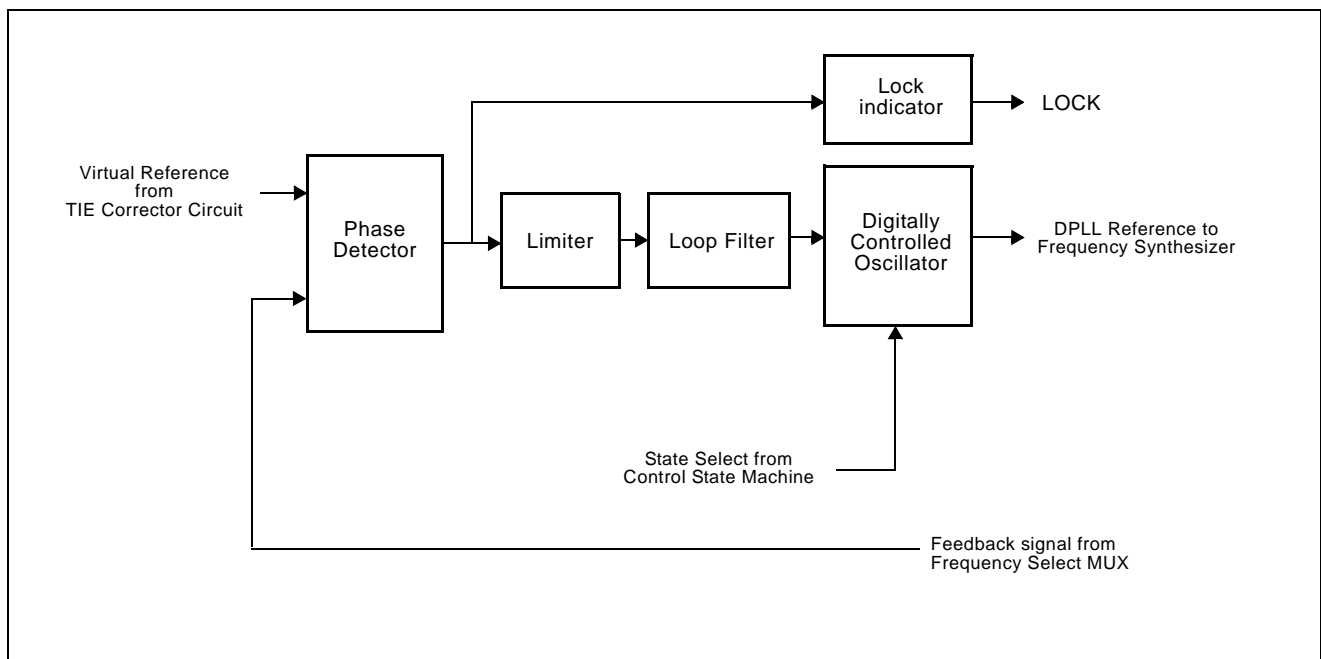 Lock
indicator
LOCK
Virtual Reference
from
TIE Corrector Circuit
Phase
Detector
Limiter
Loop Filter
Digitally
Controlled
Oscillator
DPLL Reference to
Frequency Synthesizer
State Select from
Control State Machine
Feedback signal from
Frequency Select MUX